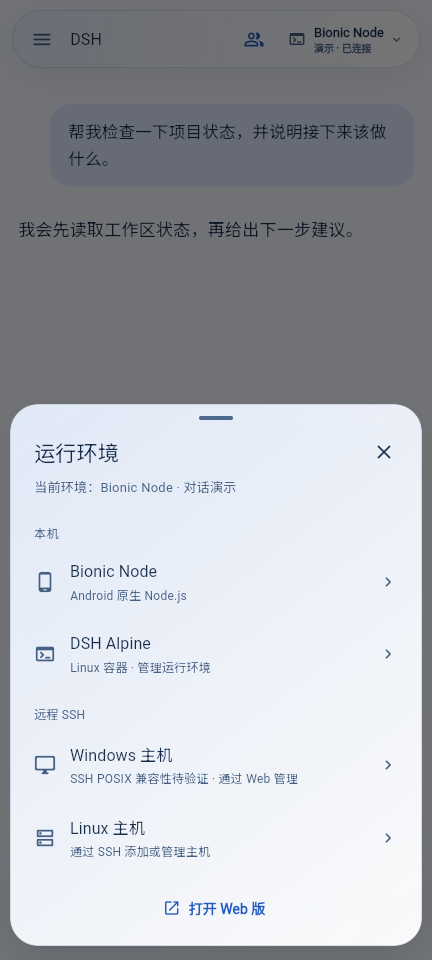 DSH
Bionic Node
演示 · 已连接
帮我检查一下项目状态，并说明接下来该做
什么。
我会先读取工作区状态，再给出下一步建议。
运行环境
当前环境：Bionic Node · 对话演示
本机
Bionic Node
Android 原生 Node.js
DSH Alpine
Linux 容器 · 管理运行环境
远程 SSH
Windows 主机
SSH POSIX 兼容性待验证 · 通过 Web 管理
Linux 主机
通过 SSH 添加或管理主机
打开 Web 版